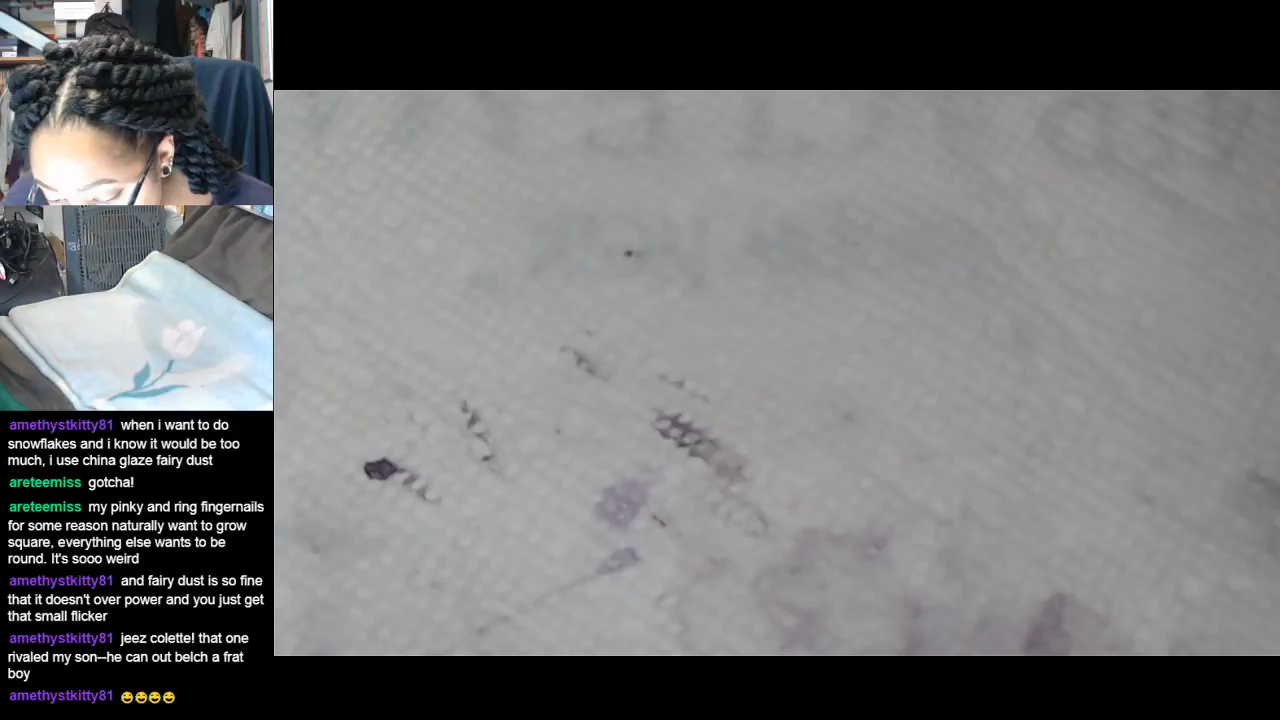 amethystkitty81 when i want to do
snowflakes and i know it would be too
much, i use china glaze fairy dust
areteemiss gotcha!
areteemiss my pinky and ring fingernails
for some reason naturally want to grow
square, everything else wants to be
round. It's sooo weird
amethystkitty81 and fairy dust is so fine
that it doesn't over power and you just get
that small flicker
amethystkitty81 jeez colette! that one
rivaled my son--he can out belch a frat
boy
amethystkitty81 😂😂😂😂